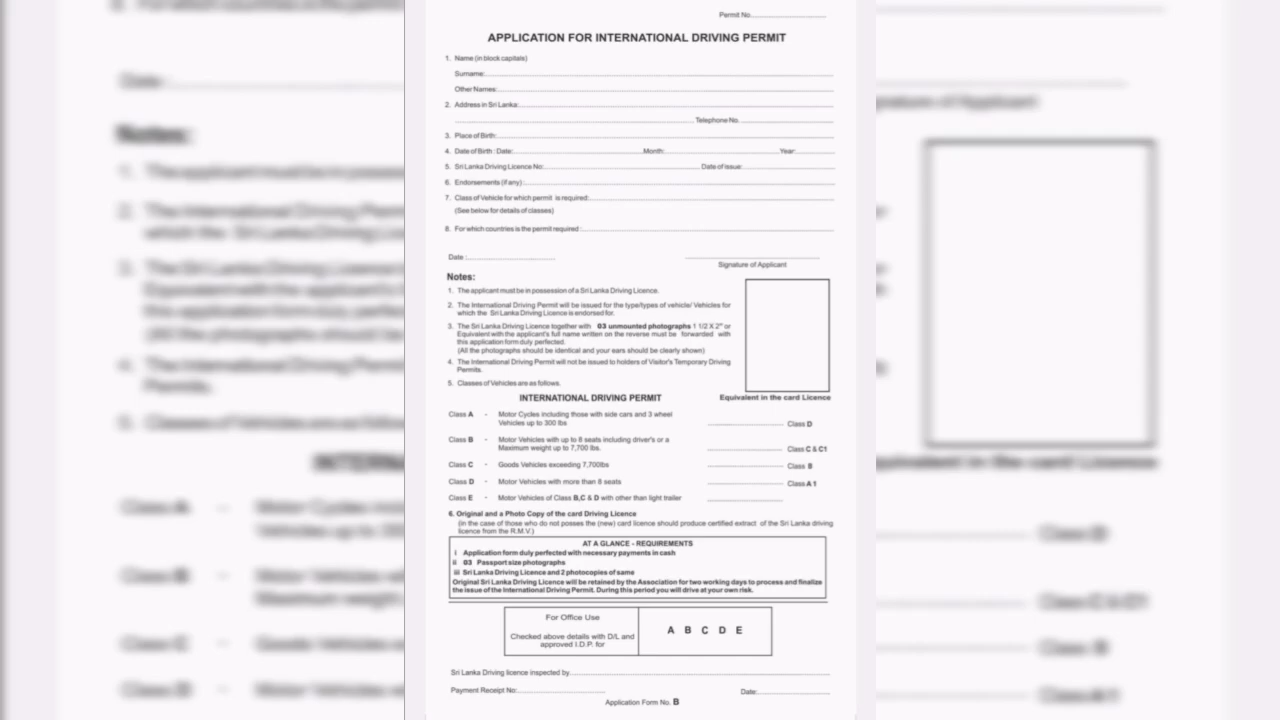 Permit No.
APPLICATION FOR INTERNATIONAL DRIVING PERMIT
1. Name (in block capitals)
Surname:
Other Names:
2. Address in Sri Lanka:
Telephone No.
3. Place of Birth:
4. Date of Birth : Date: Month: Year:
5. Sri Lanka Driving Licence No: Date of issue:
6. Endorsements (if any) :
7. Class of Vehicle for which permit is required:
(See below for details of classes)
8. For which countries is the permit required :
Date :
Signature of Applicant
Notes:
1. The applicant must be in possession of a Sri Lanka Driving Licence.
2. The International Driving Permit will be issued for the type/types of vehicle/ Vehicles for
which the Sri Lanka Driving Licence is endorsed for.
3. The Sri Lanka Driving Licence together with 03 unmounted photographs 1 1/2 X 2" or
Equivalent with the applicant's full name written on the reverse must be forwarded with
this application form duly perfected.
(All the photographs should be identical and your ears should be clearly shown)
4. The International Driving Permit will not be issued to holders of Visitor's Temporary Driving
Permits.
5. Classes of Vehicles are as follows.
INTERNATIONAL DRIVING PERMIT Equivalent in the card Licence
Class A - Motor Cycles including those with side cars and 3 wheel
Vehicles up to 300 lbs Class D
Class B - Motor Vehicles with up to 8 seats including driver's or a
Maximum weight up to 7,700 lbs. Class C & C1
Class C - Goods Vehicles exceeding 7,700lbs Class B
Class D - Motor Vehicles with more than 8 seats Class A 1
Class E - Motor Vehicles of Class B,C & D with other than light trailer
6. Original and a Photo Copy of the card Driving Licence
(in the case of those who do not posses the (new) card licence should produce certified extract of the Sri Lanka driving
licence from the R.M.V.)
AT A GLANCE - REQUIREMENTS
i Application form duly perfected with necessary payments in cash
ii 03 Passport size photographs
iii Sri Lanka Driving Licence and 2 photocopies of same
Original Sri Lanka Driving Licence will be retained by the Association for two working days to process and finalize
the issue of the International Driving Permit. During this period you will drive at your own risk.
For Office Use
Checked above details with D/L and
approved I.D.P. for
A B C D E
Sri Lanka Driving licence inspected by
Payment Receipt No: Date:
Application Form No. B